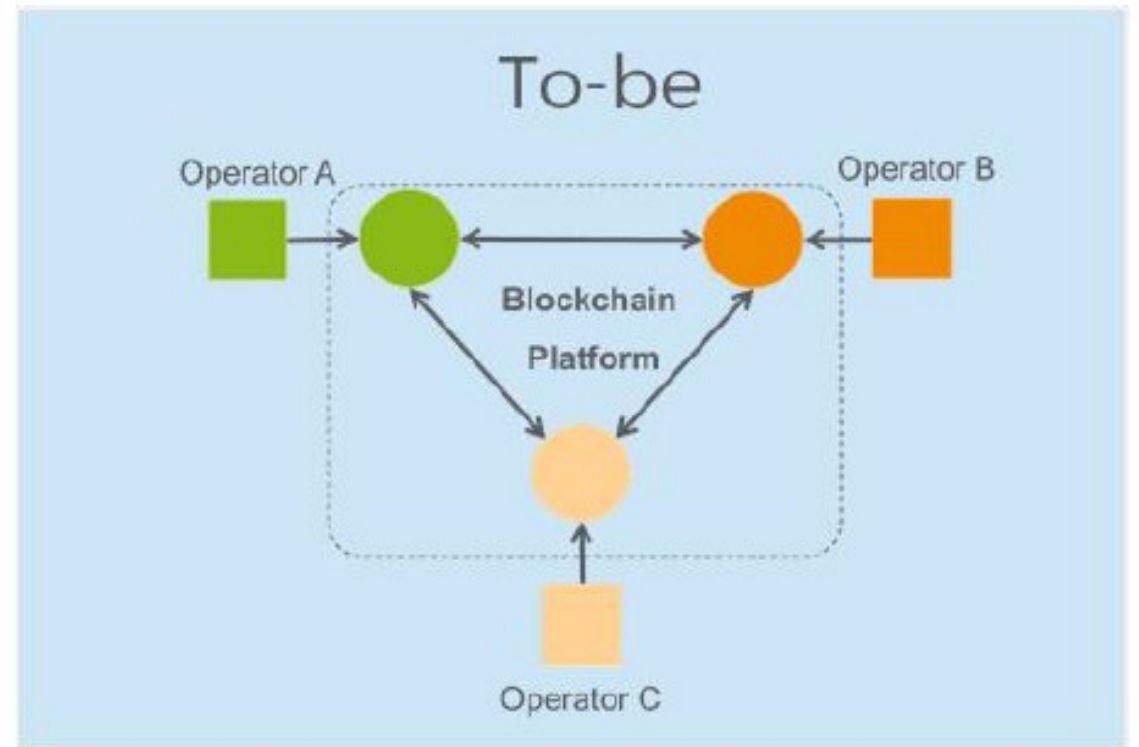 To-be
Operator A
Operator B
Blockchain
Platform
Operator C